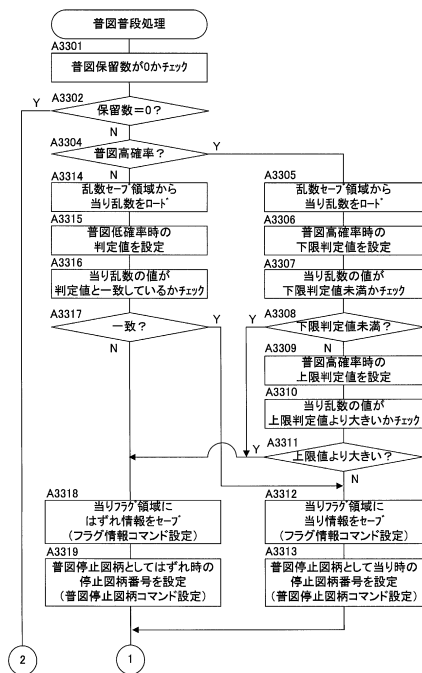 普図普段処理
A3301
普図保留数が0かチェック
A3302
保留数=0?
Y
N
A3304
普図高確率?
Y
N
A3314
乱数セーブ領域から
当り乱数をロード
A3315
普図低確率時の
判定値を設定
A3316
当り乱数の値が
判定値と一致しているかチェック
A3317
一致?
Y
N
A3305
乱数セーブ領域から
当り乱数をロード
A3306
普図高確率時の
下限判定値を設定
A3307
当り乱数の値が
下限判定値未満かチェック
A3308
下限判定値未満?
Y
N
A3309
普図高確率時の
上限判定値を設定
A3310
当り乱数の値が
上限判定値より大きいかチェック
A3311
上限値より大きい?
Y
N
A3318
当りフラグ領域に
はずれ情報をセーブ
(フラグ情報コマンド設定)
A3319
普図停止図柄としてはずれ時の
停止図柄番号を設定
(普図停止図柄コマンド設定)
A3312
当りフラグ領域に
当り情報をセーブ
(フラグ情報コマンド設定)
A3313
普図停止図柄として当り時の
停止図柄番号を設定
(普図停止図柄コマンド設定)
2
1